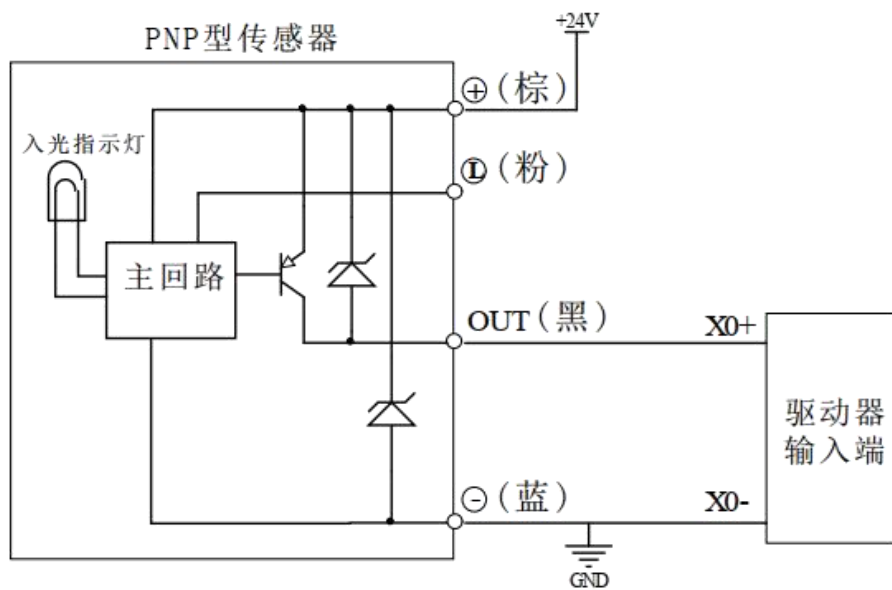 +24V
PNP型传感器
⊕(棕)
入光指示灯
Ⓛ(粉)
主回路
OUT(黑)
X0+
驱动器
输入端
⊖(蓝)
X0-
GND